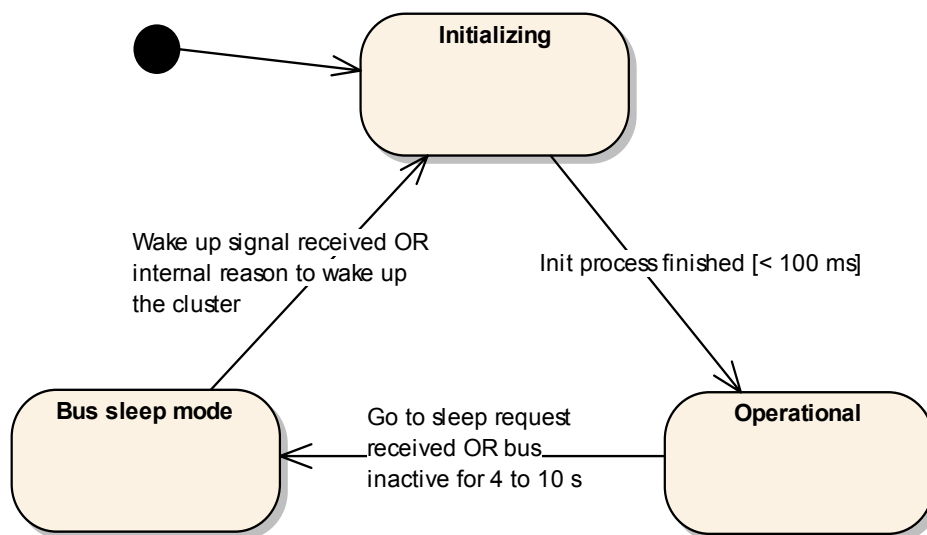 Initializing
Wake up signal received OR
internal reason to wake up
the cluster
Init process finished [< 100 ms]
Bus sleep mode
Go to sleep request
received OR bus
inactive for 4 to 10 s
Operational